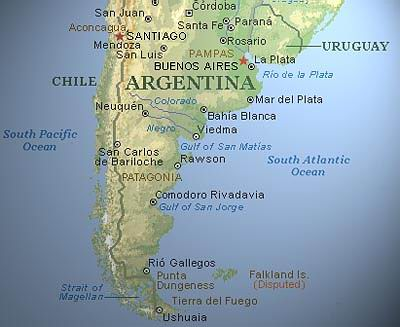 San Juan
Córdoba
Santa Fe
Paraná
Aconcagua
SANTIAGO
Mendoza
Rosario
San Luis
PAMPAS
URUGUAY
La Plata
BUENOS AIRES
Río de la Plata
CHILE
ARGENTINA
Colorado
Mar del Plata
Neuquén
Bahía Blanca
Negro
Viedma
South Pacific
Ocean
Gulf of San Matías
San Carlos
de Bariloche
Rawson
South Atlantic
Ocean
PATAGONIA
Comodoro Rivadavia
Gulf of San Jorge
Rió Gallegos
Punta
Dungeness
Falkland Is.
(Disputed)
Strait of
Magellan
Tierra del Fuego
Ushuaia